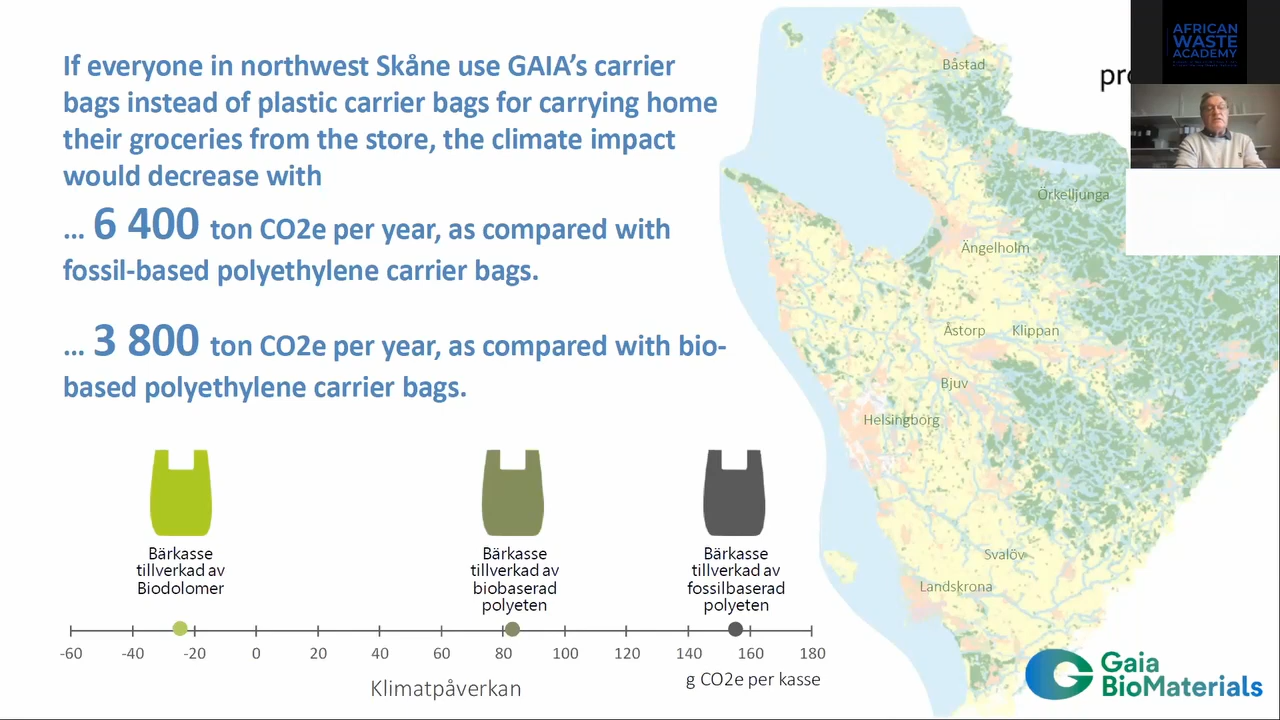 If everyone in northwest Skåne use GAIA's carrier
bags instead of plastic carrier bags for carrying home
their groceries from the store, the climate impact
would decrease with
... 6 400 ton CO2e per year, as compared with
fossil-based polyethylene carrier bags.
... 3 800 ton CO2e per year, as compared with bio-
based polyethylene carrier bags.
Bärkasse
tillverkad av
Biodolomer
Bärkasse
tillverkad av
biobaserad
polyeten
Bärkasse
tillverkad av
fossilbaserad
polyeten
-60 -40 -20 0 20 40 60 80 100 120 140 160 180
g CO2e per kasse
Klimatpåverkan
Båstad
Örkelljunga
Ängelholm
Åstorp Klippan
Bjuv
Helsingborg
Svalöv
Landskrona
AFRICAN
WASTE
ACADEMY
Gaia
BioMaterials